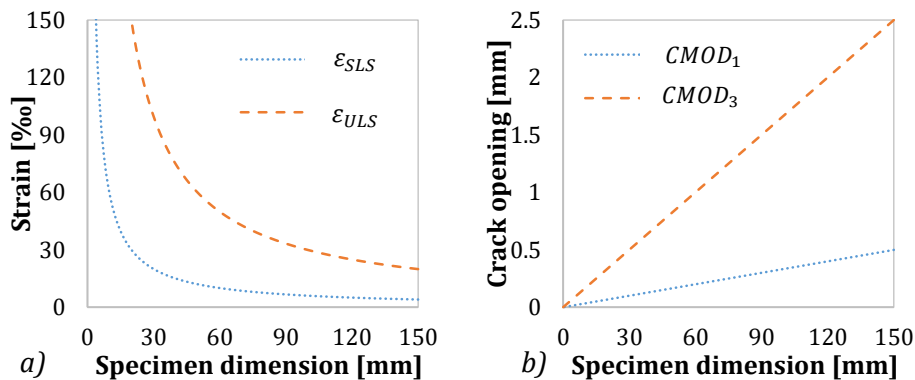 150
120
90
60
30
0
Strain [‰]
ε_SLS
ε_ULS
0 30 60 90 120 150
a) Specimen dimension [mm]
2.5
2
1.5
1
0.5
0
Crack opening [mm]
CMOD₁
CMOD₃
0 30 60 90 120 150
b) Specimen dimension [mm]